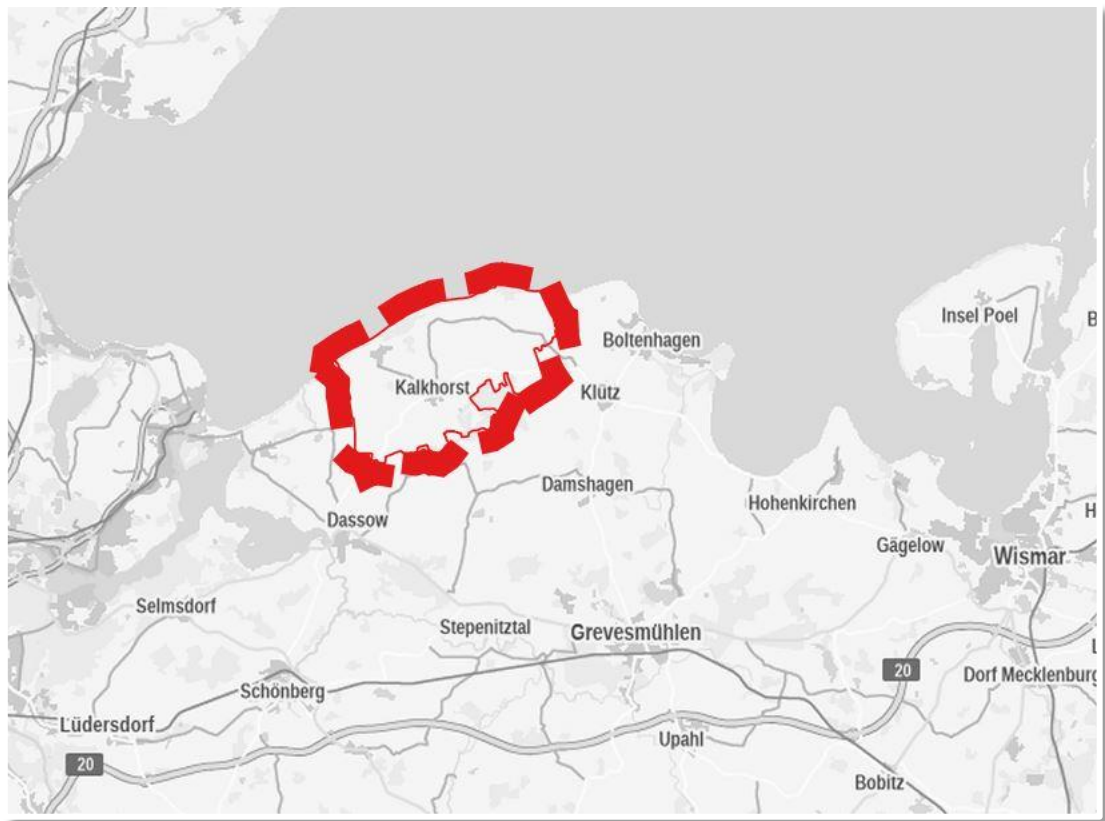 Insel Poel
B
Boltenhagen
Kalkhorst
Klütz
Damshagen
Hohenkirchen
H
Dassow
Gägelow
Wismar
Selmsdorf
Stepenitztal
Grevesmühlen
20
Dorf Mecklenburg
Schönberg
Lüdersdorf
Upahl
20
Bobitz